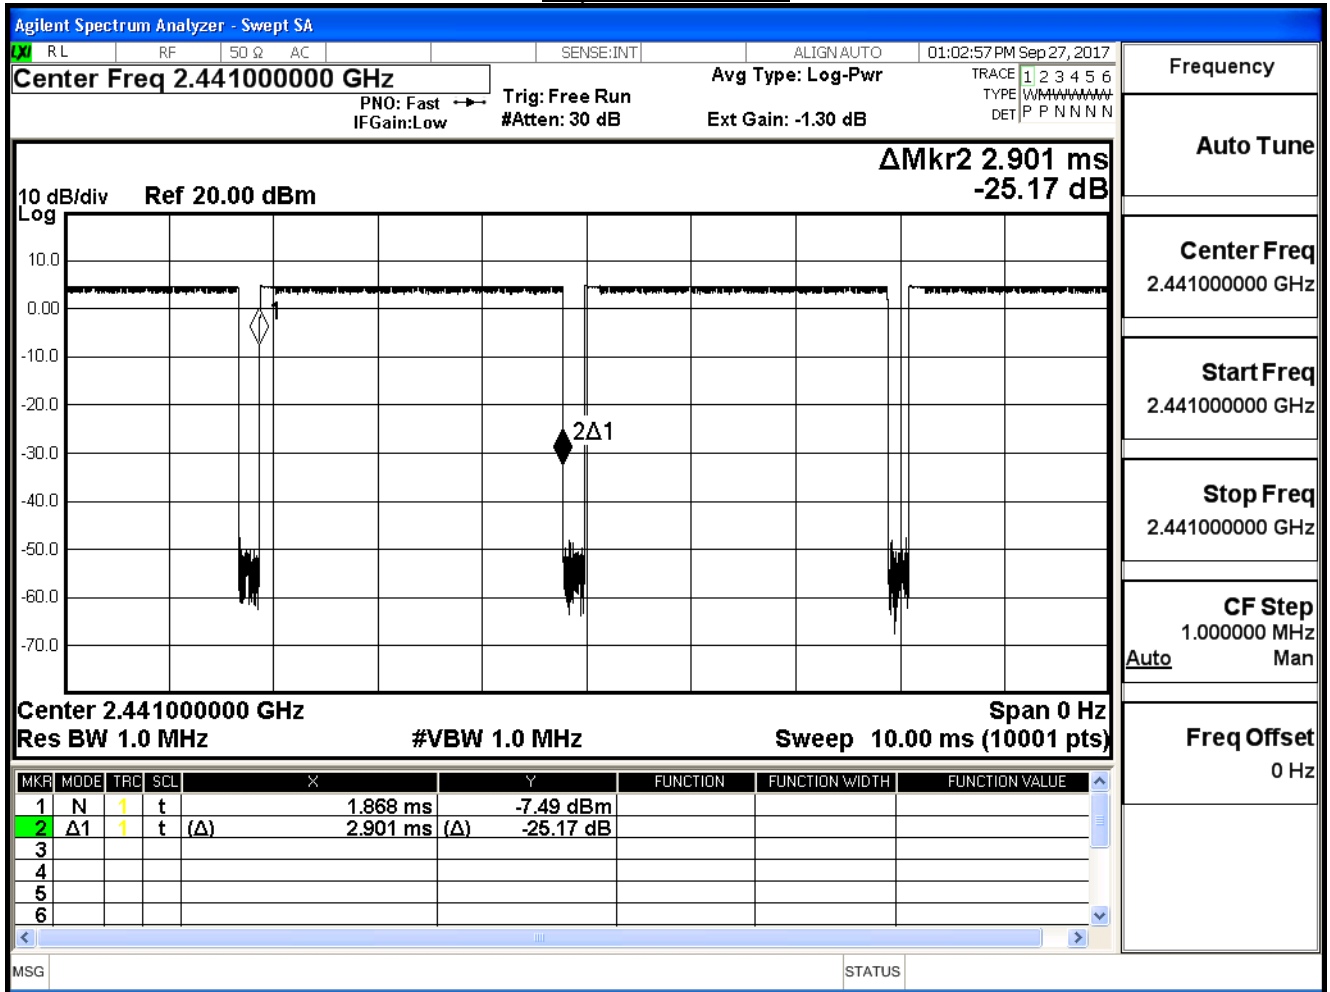 Agilent Spectrum Analyzer - Swept SA
LXI RL RF 50 Ω AC SENSE:INT ALIGN AUTO 01:02:57 PM Sep 27, 2017
Center Freq 2.441000000 GHz
PNO: Fast
IFGain:Low
Trig: Free Run
#Atten: 30 dB
Avg Type: Log-Pwr
Ext Gain: -1.30 dB
TRACE 1 2 3 4 5 6
TYPE WMWWWWW
DET P P N N N N
ΔMkr2 2.901 ms
-25.17 dB
10 dB/div Ref 20.00 dBm
Log
10.0
0.00
-10.0
-20.0
-30.0
-40.0
-50.0
-60.0
-70.0
1
2Δ1
Center 2.441000000 GHz Span 0 Hz
Res BW 1.0 MHz #VBW 1.0 MHz Sweep 10.00 ms (10001 pts)
MKR MODE TRC SCL X Y FUNCTION FUNCTION WIDTH FUNCTION VALUE
1 N 1 t 1.868 ms -7.49 dBm
2 Δ1 1 t (Δ) 2.901 ms (Δ) -25.17 dB
3
4
5
6
MSG STATUS
Frequency
Auto Tune
Center Freq
2.441000000 GHz
Start Freq
2.441000000 GHz
Stop Freq
2.441000000 GHz
CF Step
1.000000 MHz
Auto Man
Freq Offset
0 Hz